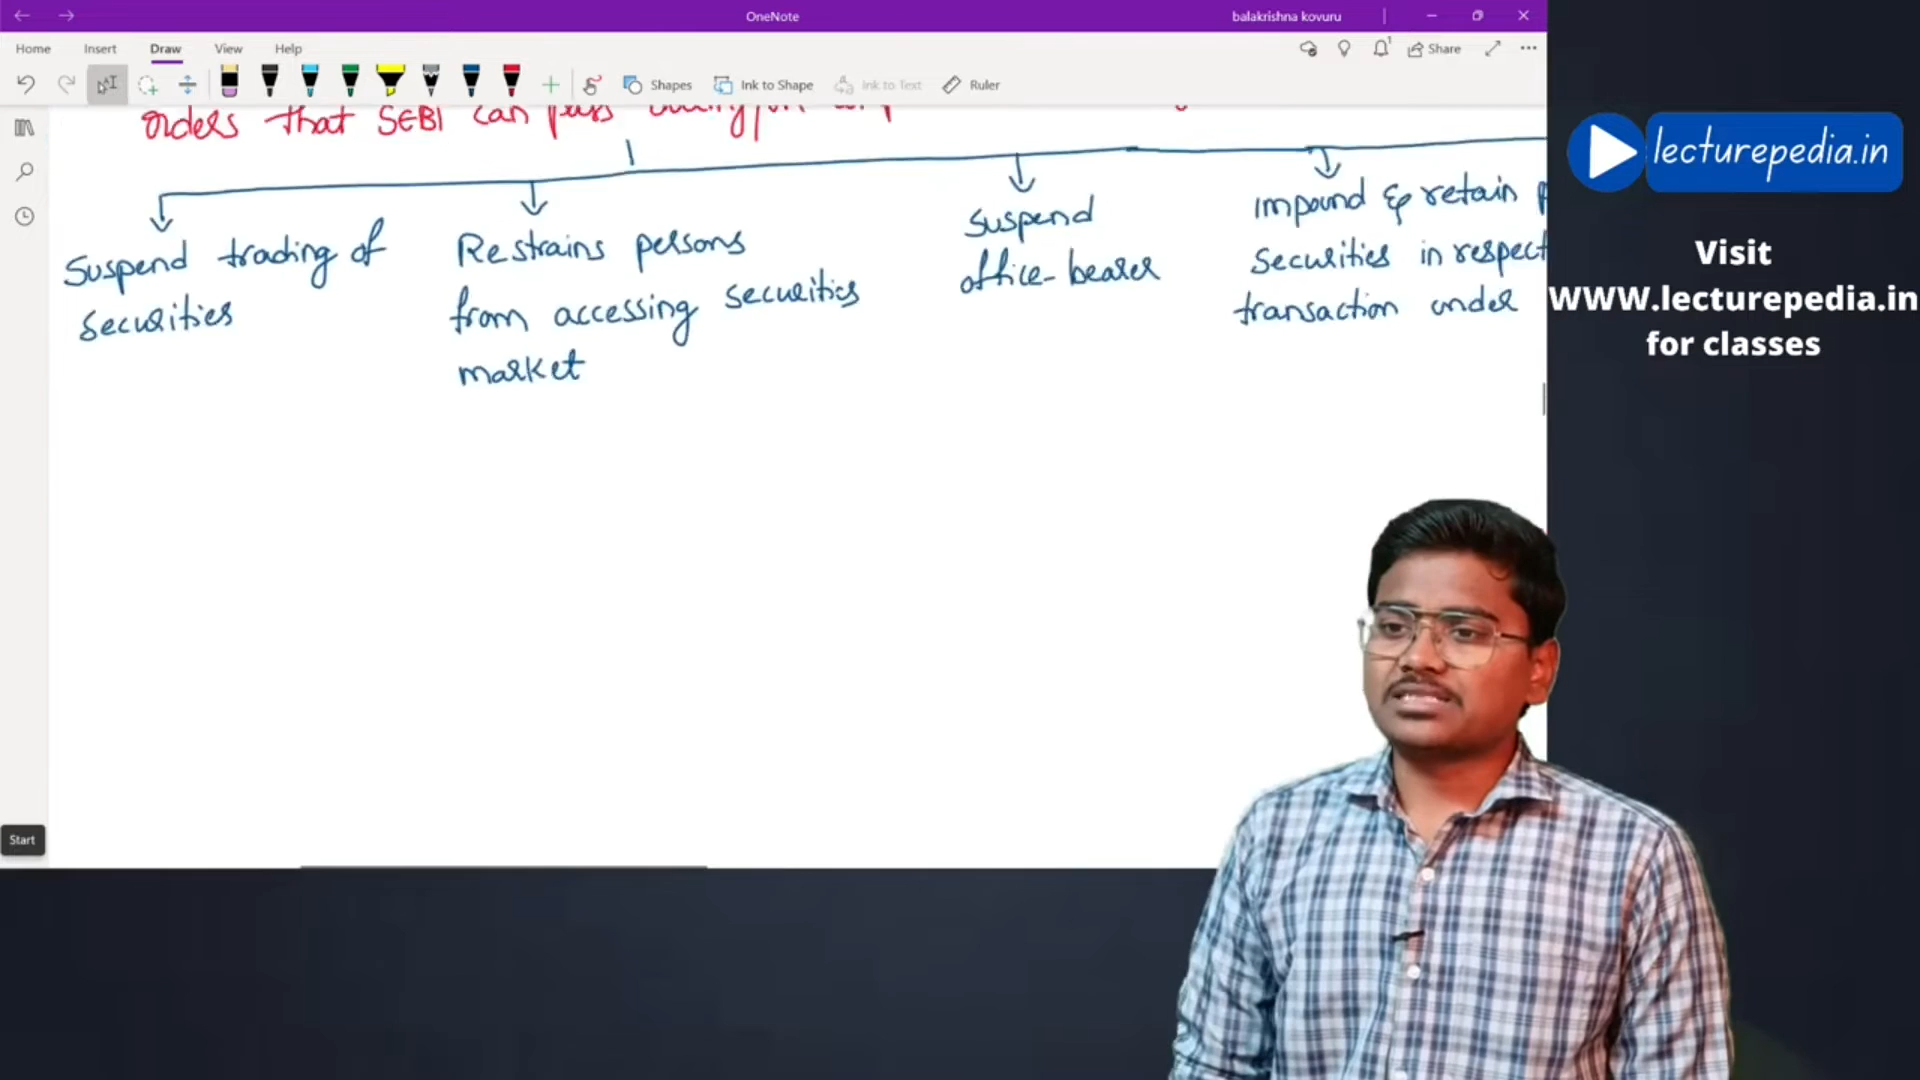 OneNote
balakrishna kovuru
Home Insert Draw View Help
Share
Shapes
Ink to Shape
Ink to Text
Ruler
orders that SEBI can pass
Suspend trading of
securities
Restrains persons
from accessing securities
market
Suspend
office-bearer
Impound & retain
securities in respect
transaction under
Start
lecturepedia.in
Visit
WWW.lecturepedia.in
for classes